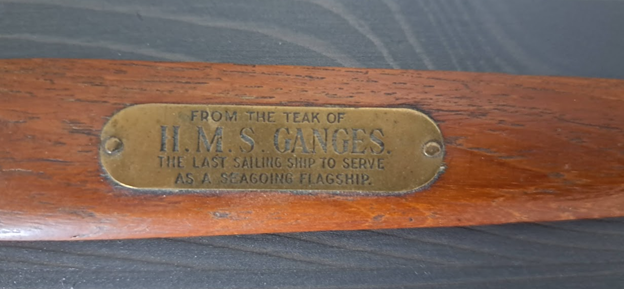 FROM THE TEAK OF
H.M.S. GANGES.
THE LAST SAILING SHIP TO SERVE
AS A SEAGOING FLAGSHIP.